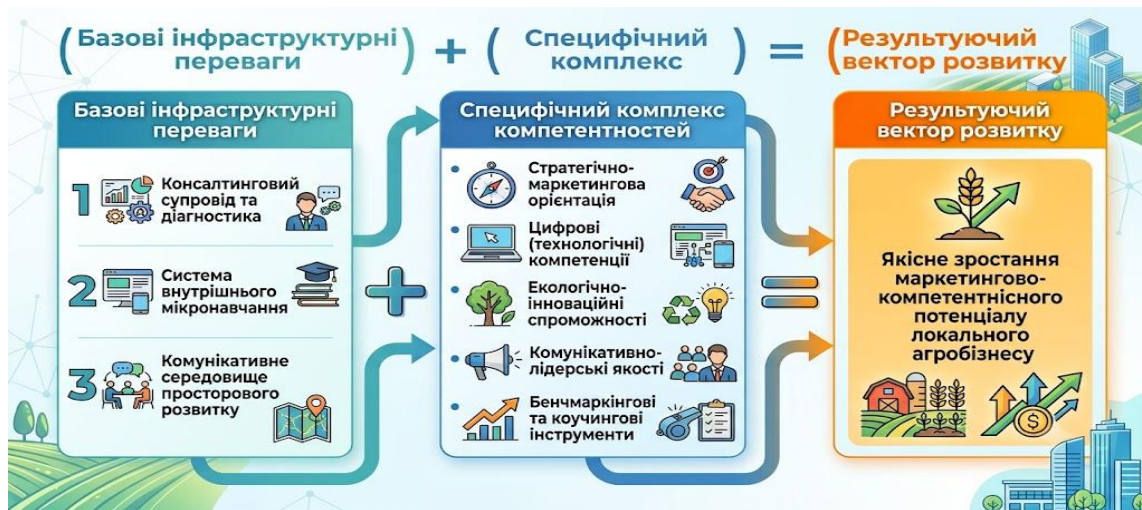 (Базові інфраструктурні
переваги) + (Специфічний
комплекс) = (Результуючий
вектор розвитку
Базові інфраструктурні
переваги
1 Консалтинговий
супровід та
діагностика
2 Система
внутрішнього
мікронавчання
3 Комунікативне
середовище
просторового
розвитку
+
Специфічний комплекс
компетентностей
• Стратегічно-
маркетингова
орієнтація
• Цифрові
(технологічні)
компетенції
• Екологічно-
інноваційні
спроможності
• Комунікативно-
лідерські якості
• Бенчмаркінгові
та коучингові
інструменти
=
Результуючий
вектор розвитку
Якісне зростання
маркетингово-
компетентнісного
потенціалу
локального
агробізнесу
$